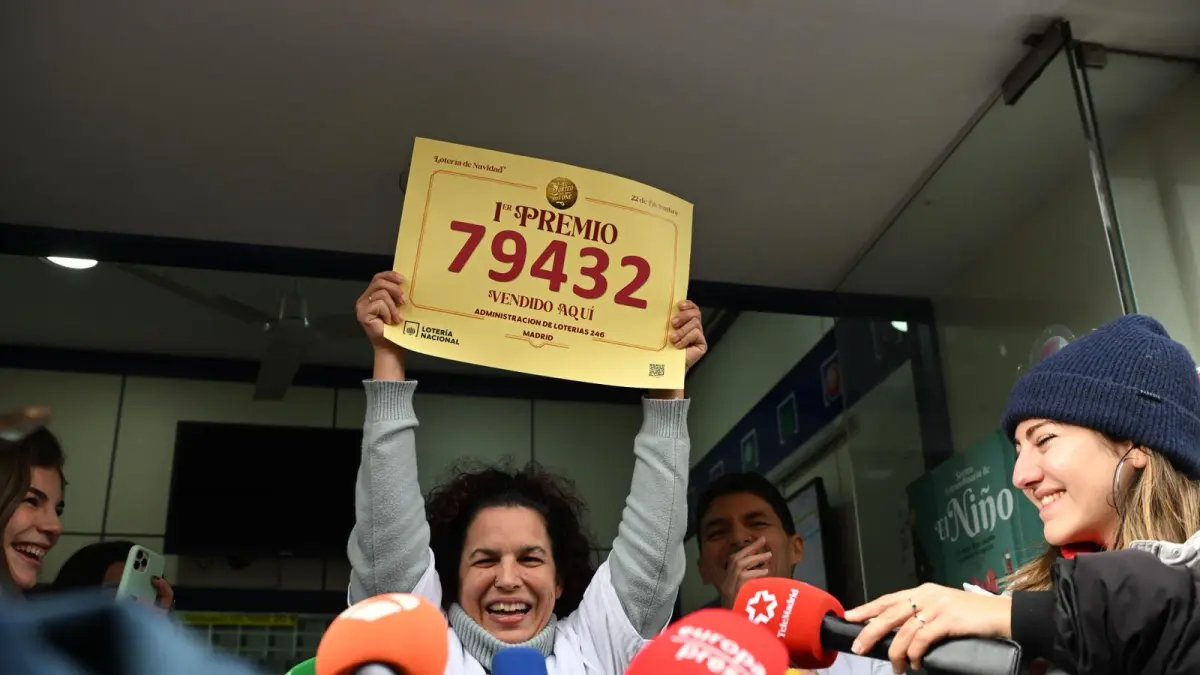 Lotería de Navidad
22 de Diciembre
1ER PREMIO
79432
VENDIDO AQUÍ
ADMINISTRACION DE LOTERIAS 246
MADRID
LOTERÍA
NACIONAL
El Niño
TeleMadrid
europa
press